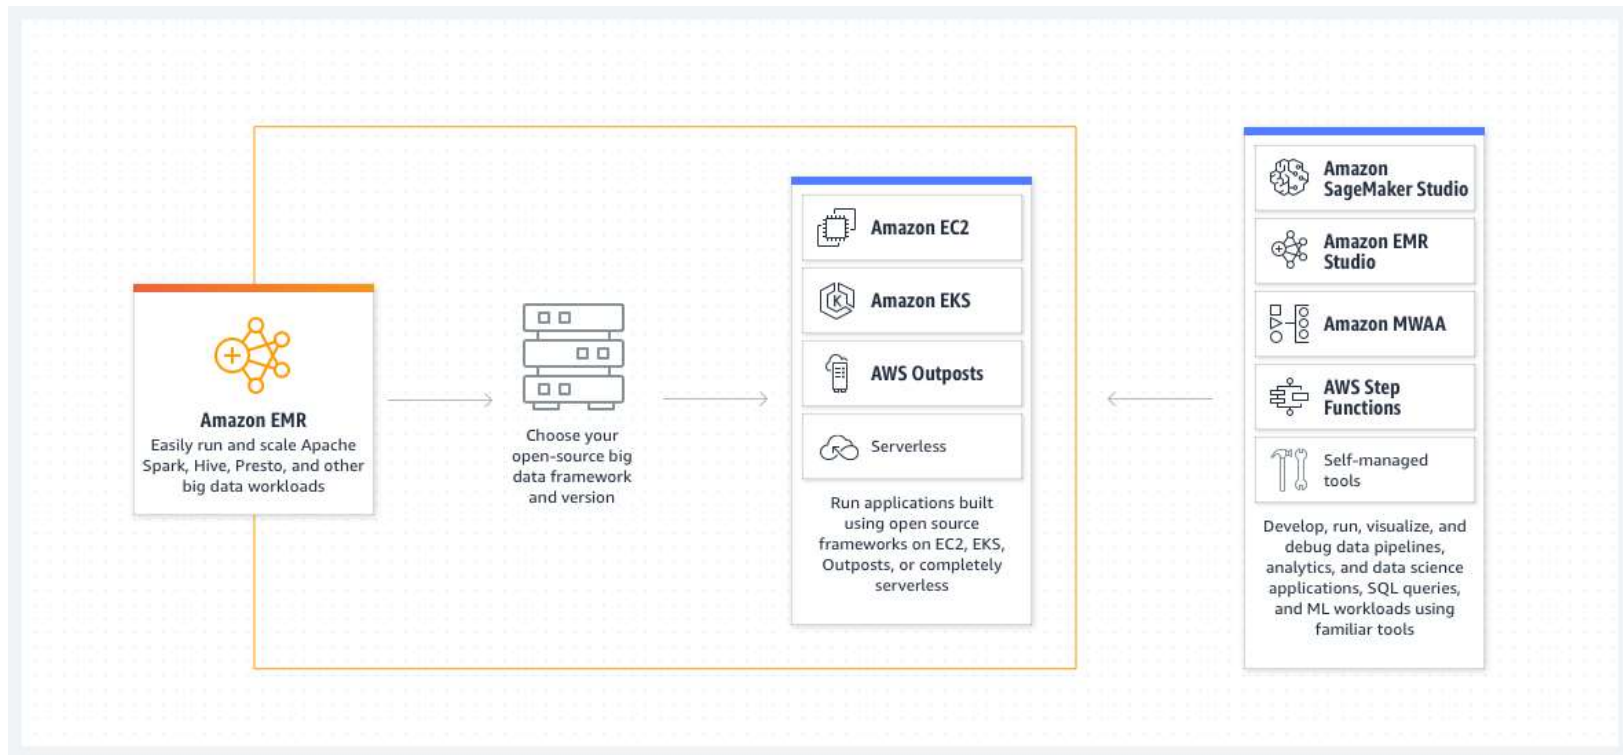 Amazon EMR
Easily run and scale Apache
Spark, Hive, Presto, and other
big data workloads
Choose your
open-source big
data framework
and version
Amazon EC2
Amazon EKS
AWS Outposts
Serverless
Run applications built
using open source
frameworks on EC2, EKS,
Outposts, or completely
serverless
Amazon
SageMaker Studio
Amazon EMR
Studio
Amazon MWAA
AWS Step
Functions
Self-managed
tools
Develop, run, visualize, and
debug data pipelines,
analytics, and data science
applications, SQL queries,
and ML workloads using
familiar tools